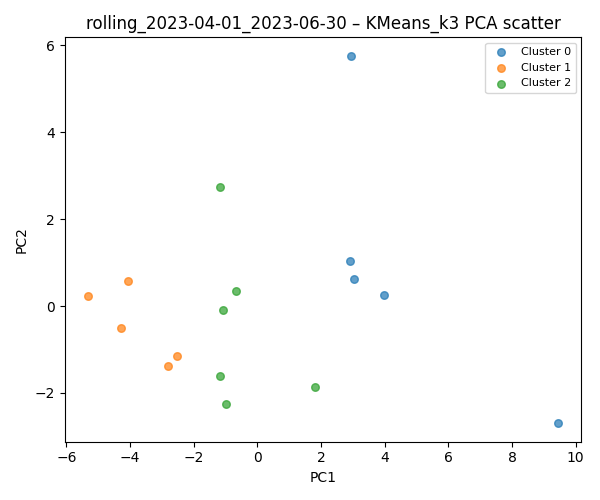 rolling_2023-04-01_2023-06-30 – KMeans_k3 PCA scatter
Cluster 0
Cluster 1
Cluster 2
PC2
6
4
2
0
−2
−6
−4
−2
0
2
4
6
8
10
PC1